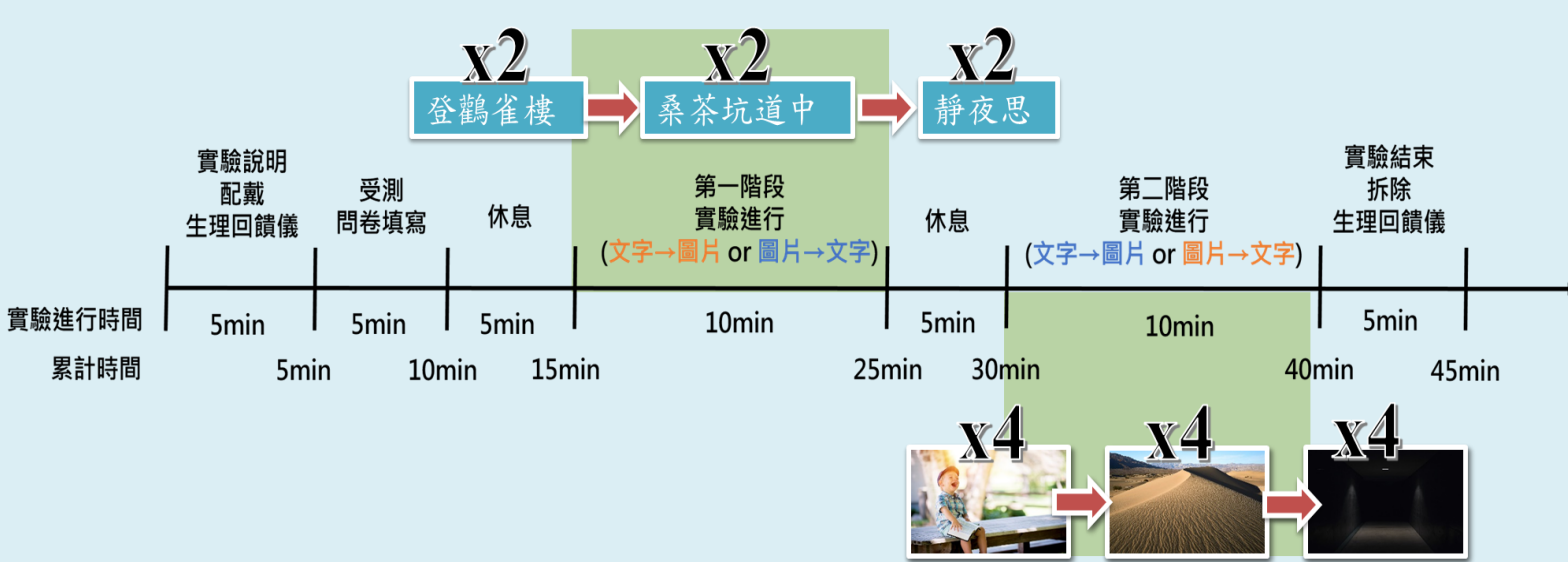 x2
x2
x2
登鸛雀樓
桑茶坑道中
靜夜思
實驗說明
配戴
生理回饋儀
受測
問卷填寫
休息
第一階段
實驗進行
(文字→圖片 or 圖片→文字)
休息
第二階段
實驗進行
(文字→圖片 or 圖片→文字)
實驗結束
拆除
生理回饋儀
實驗進行時間
5min
5min
5min
10min
5min
10min
5min
累計時間
5min
10min
15min
25min
30min
40min
45min
x4
x4
x4